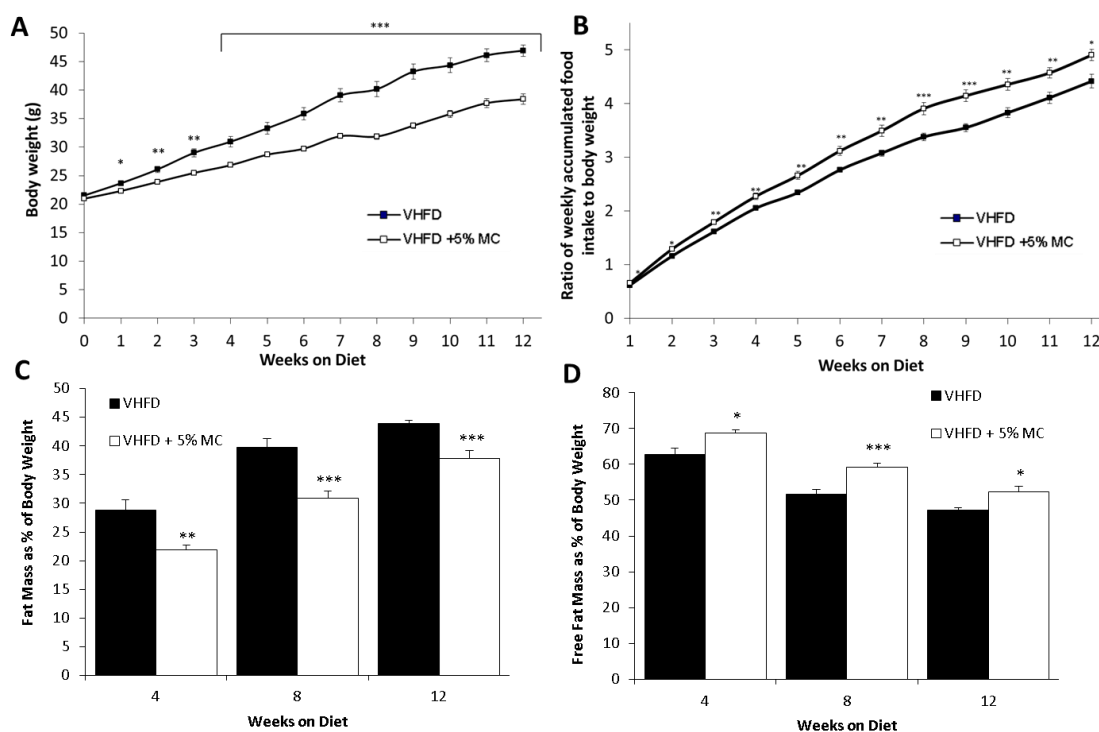 A
***
50
45
40
35
30
25
20
15
10
5
0
Body weight (g)
*
**
**
VHFD
VHFD +5% MC
0 1 2 3 4 5 6 7 8 9 10 11 12
Weeks on Diet
B
5
4
3
2
1
0
Ratio of weekly accumulated food
intake to body weight
* * ** ** ** ** ** *** *** ** ** *
VHFD
VHFD +5% MC
1 2 3 4 5 6 7 8 9 10 11 12
Weeks on Diet
C
50
45
40
35
30
25
20
15
10
5
0
Fat Mass as % of Body Weight
VHFD
VHFD + 5% MC
**
***
***
4 8 12
Weeks on Diet
D
80
70
60
50
40
30
20
10
0
Free Fat Mass as % of Body Weight
VHFD
VHFD + 5% MC
*
***
*
4 8 12
Weeks on Diet